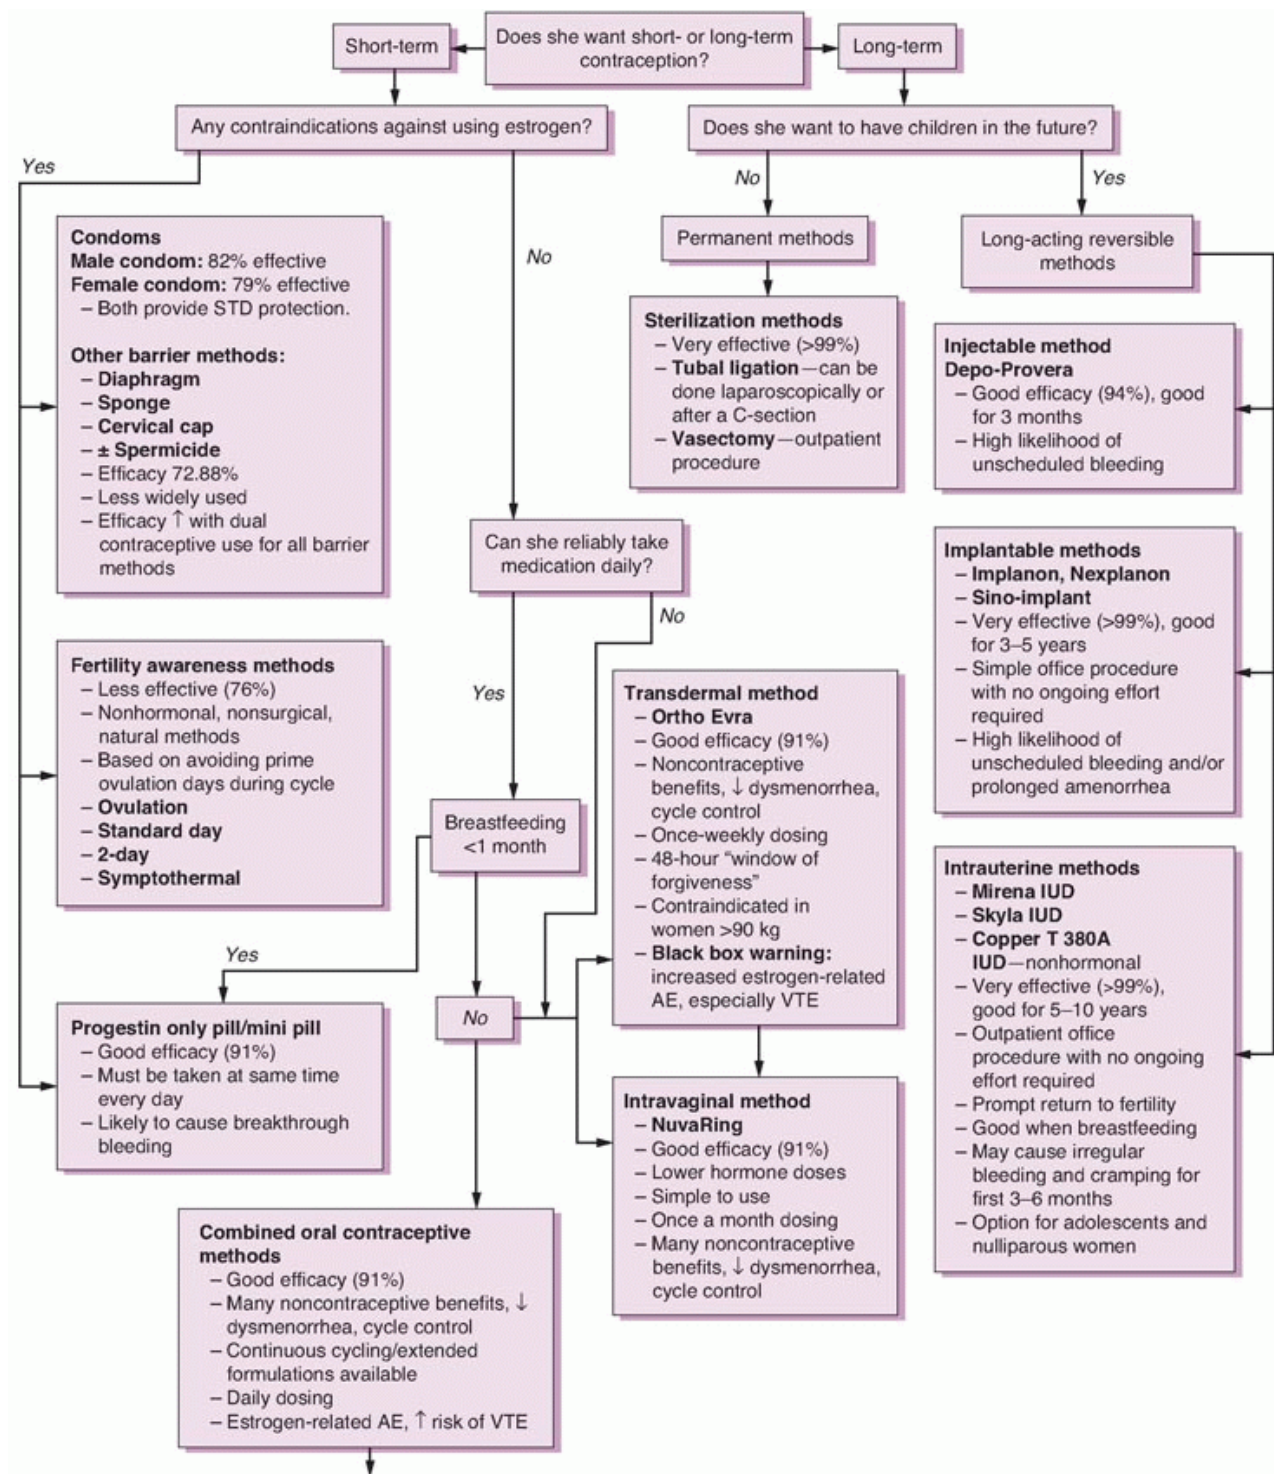 Does she want short- or long-term
contraception?
Short-term
Long-term
Any contraindications against using estrogen?
Does she want to have children in the future?
Yes
No
No
Yes
Condoms
Male condom: 82% effective
Female condom: 79% effective
– Both provide STD protection.
Other barrier methods:
– Diaphragm
– Sponge
– Cervical cap
– ± Spermicide
– Efficacy 72.88%
– Less widely used
– Efficacy ↑ with dual
contraceptive use for all barrier
methods
Fertility awareness methods
– Less effective (76%)
– Nonhormonal, nonsurgical,
natural methods
– Based on avoiding prime
ovulation days during cycle
– Ovulation
– Standard day
– 2-day
– Symptothermal
Progestin only pill/mini pill
– Good efficacy (91%)
– Must be taken at same time
every day
– Likely to cause breakthrough
bleeding
Can she reliably take
medication daily?
No
Yes
Breastfeeding
<1 month
Yes
No
Combined oral contraceptive
methods
– Good efficacy (91%)
– Many noncontraceptive benefits, ↓
dysmenorrhea, cycle control
– Continuous cycling/extended
formulations available
– Daily dosing
– Estrogen-related AE, ↑ risk of VTE
Transdermal method
– Ortho Evra
– Good efficacy (91%)
– Noncontraceptive
benefits, ↓ dysmenorrhea,
cycle control
– Once-weekly dosing
– 48-hour “window of
forgiveness”
– Contraindicated in
women >90 kg
– Black box warning:
increased estrogen-related
AE, especially VTE
Intravaginal method
– NuvaRing
– Good efficacy (91%)
– Lower hormone doses
– Simple to use
– Once a month dosing
– Many noncontraceptive
benefits, ↓ dysmenorrhea,
cycle control
Permanent methods
Sterilization methods
– Very effective (>99%)
– Tubal ligation—can be
done laparoscopically or
after a C-section
– Vasectomy—outpatient
procedure
Long-acting reversible
methods
Injectable method
Depo-Provera
– Good efficacy (94%), good
for 3 months
– High likelihood of
unscheduled bleeding
Implantable methods
– Implanon, Nexplanon
– Sino-implant
– Very effective (>99%), good
for 3–5 years
– Simple office procedure
with no ongoing effort
required
– High likelihood of
unscheduled bleeding and/or
prolonged amenorrhea
Intrauterine methods
– Mirena IUD
– Skyla IUD
– Copper T 380A
IUD—nonhormonal
– Very effective (>99%),
good for 5–10 years
– Outpatient office
procedure with no ongoing
effort required
– Prompt return to fertility
– Good when breastfeeding
– May cause irregular
bleeding and cramping for
first 3–6 months
– Option for adolescents and
nulliparous women